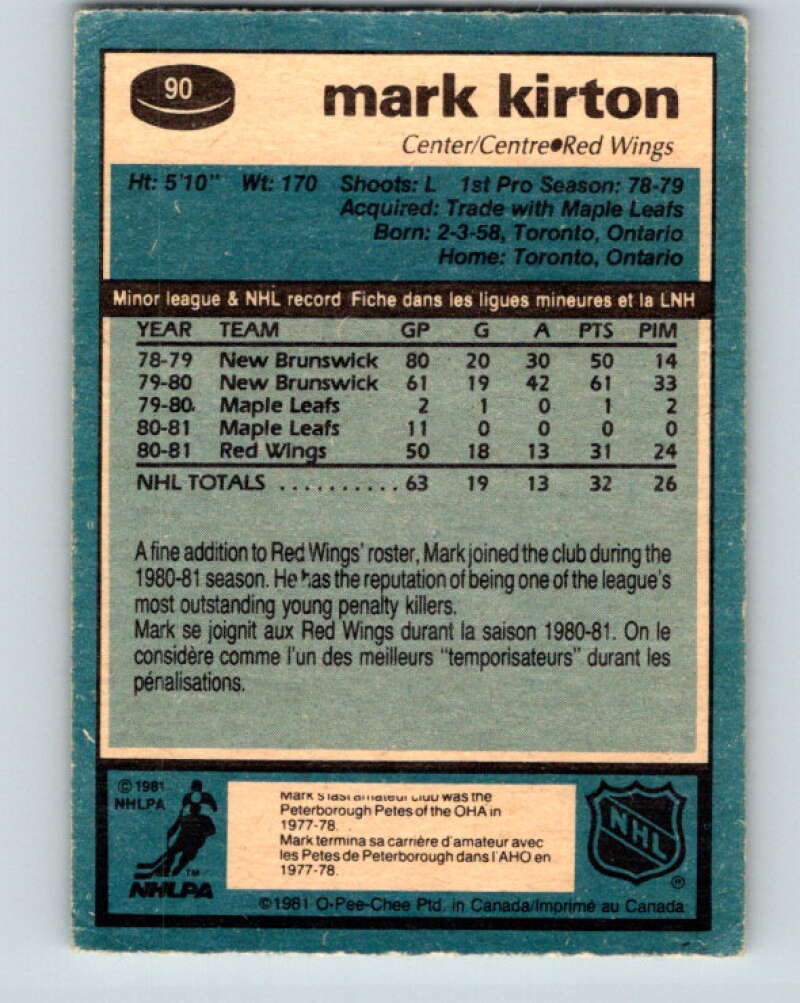 90
mark kirton
Center/Centre●Red Wings
Ht: 5'10" Wt: 170 Shoots: L 1st Pro Season: 78-79
Acquired: Trade with Maple Leafs
Born: 2-3-58, Toronto, Ontario
Home: Toronto, Ontario
Minor league & NHL record Fiche dans les ligues mineures et la LNH
YEAR TEAM GP G A PTS PIM
78-79 New Brunswick 80 20 30 50 14
79-80 New Brunswick 61 19 42 61 33
79-80 Maple Leafs 2 1 0 1 2
80-81 Maple Leafs 11 0 0 0 0
80-81 Red Wings 50 18 13 31 24
NHL TOTALS .......... 63 19 13 32 26
A fine addition to Red Wings' roster, Mark joined the club during the
1980-81 season. He has the reputation of being one of the league's
most outstanding young penalty killers.
Mark se joignit aux Red Wings durant la saison 1980-81. On le
considère comme l'un des meilleurs "temporisateurs" durant les
pénalisations.
© 1981
NHLPA
TM
NHLPA
Mark's last amateur club was the
Peterborough Petes of the OHA in
1977-78.
Mark termina sa carrière d'amateur avec
les Petes de Peterborough dans l'AHO en
1977-78.
NHL
®
©1981 O-Pee-Chee Ptd. in Canada/Imprimé au Canada